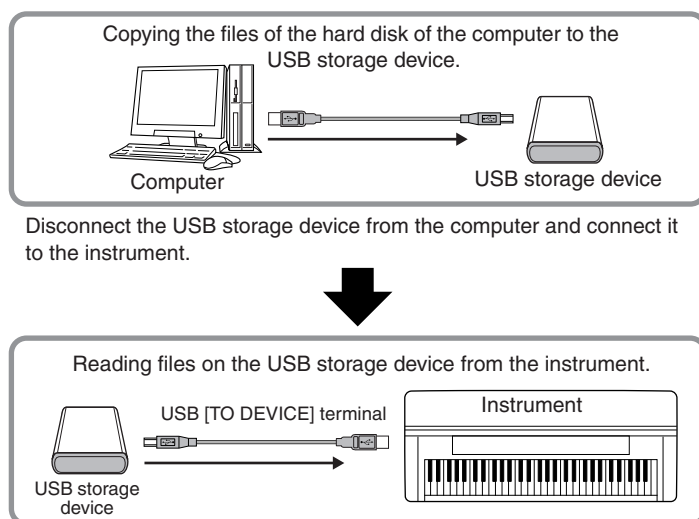 Copying the files of the hard disk of the computer to the
USB storage device.
Computer
USB storage device
Disconnect the USB storage device from the computer and connect it
to the instrument.
Reading files on the USB storage device from the instrument.
USB [TO DEVICE] terminal
Instrument
USB storage
device